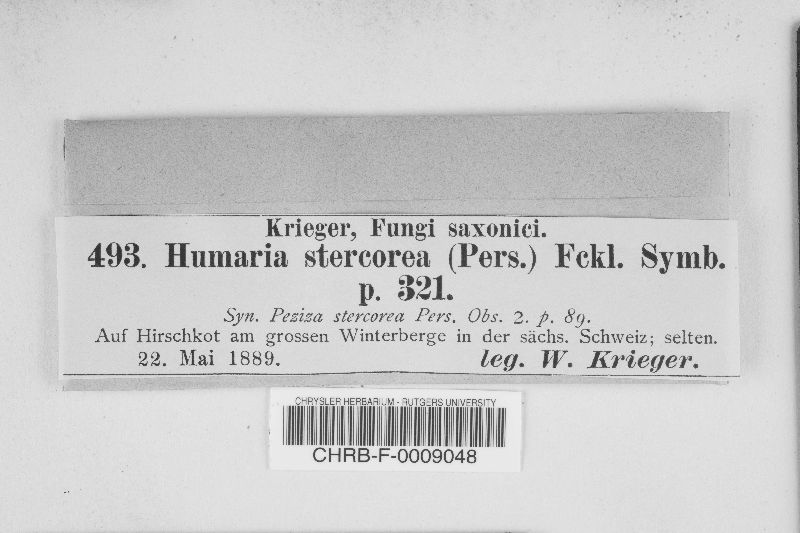 Krieger, Fungi saxonici.
493. Humaria stercorea (Pers.) Fckl. Symb.
p. 321.
Syn. Peziza stercorea Pers. Obs. 2. p. 89.
Auf Hirschkot am grossen Winterberge in der sächs. Schweiz; selten.
22. Mai 1889. leg. W. Krieger.
CHRYSLER HERBARIUM - RUTGERS UNIVERSITY
CHRB-F-0009048